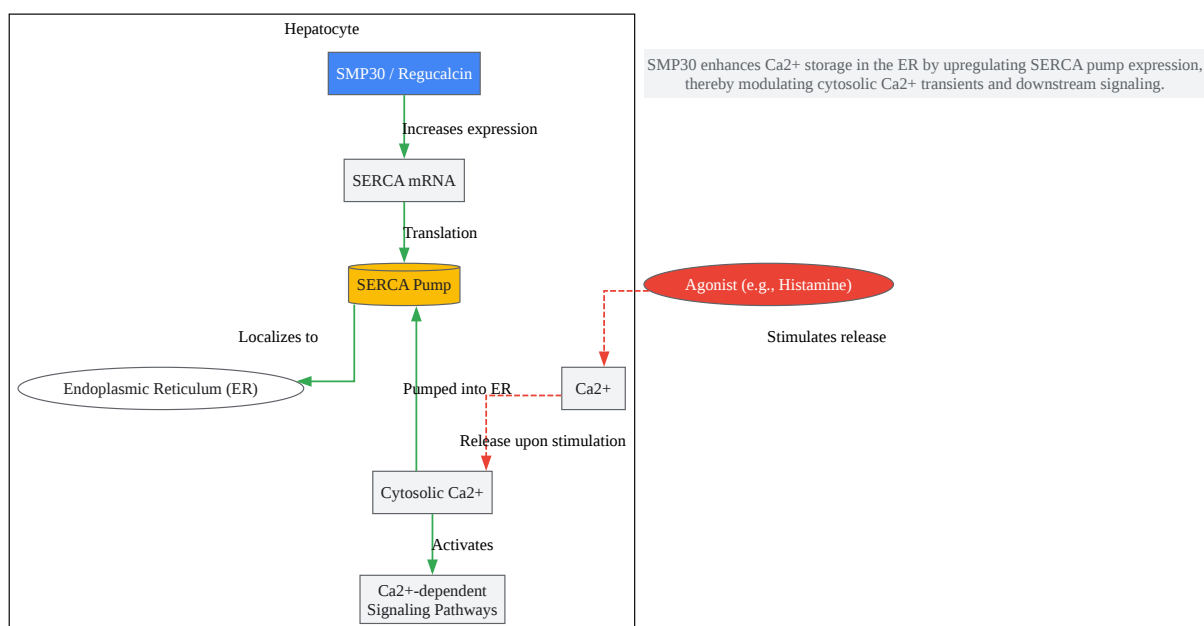 Hepatocyte
SMP30 / Regucalcin
SMP30 enhances Ca2+ storage in the ER by upregulating SERCA pump expression,
thereby modulating cytosolic Ca2+ transients and downstream signaling.
Increases expression
SERCA mRNA
Translation
SERCA Pump
Agonist (e.g., Histamine)
Localizes to
Stimulates release
Endoplasmic Reticulum (ER)
Pumped into ER
Ca2+
Release upon stimulation
Cytosolic Ca2+
Activates
Ca2+-dependent
Signaling Pathways